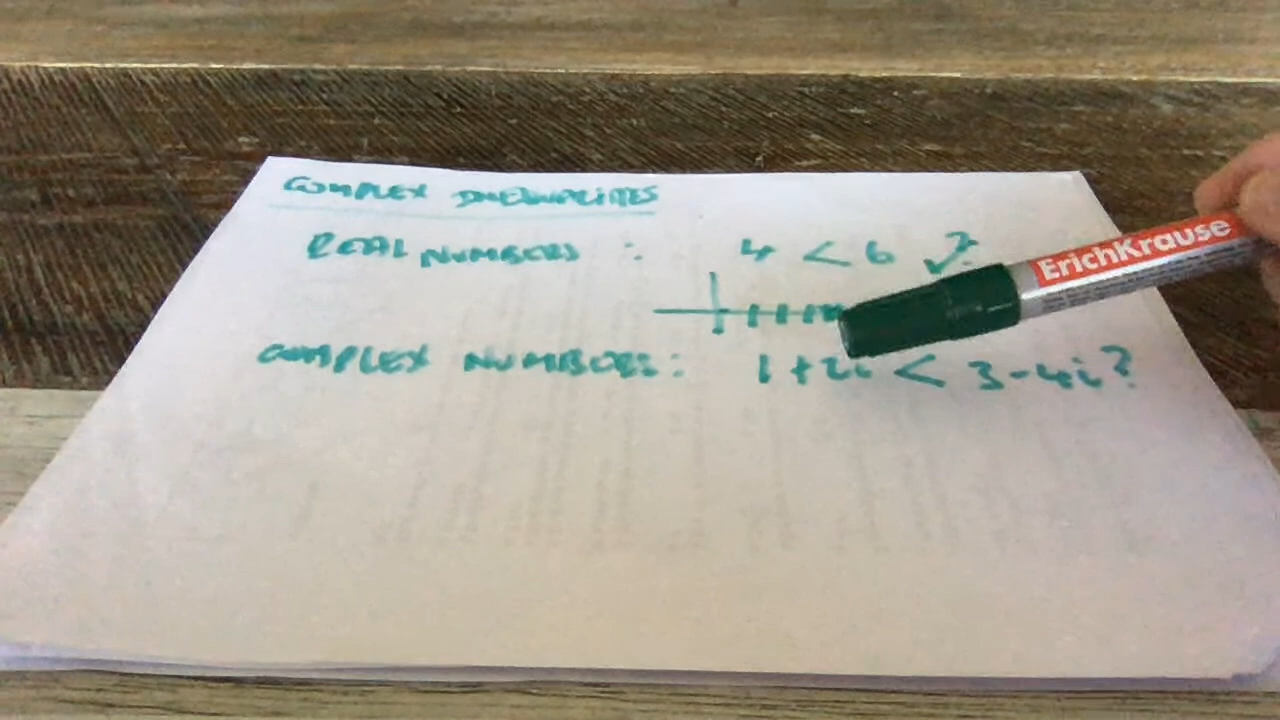 COMPLEX INEQUALITIES
REAL NUMBERS : 4 < 6 ?
COMPLEX NUMBERS : 1 + 2i < 3 - 4i ?
ErichKrause